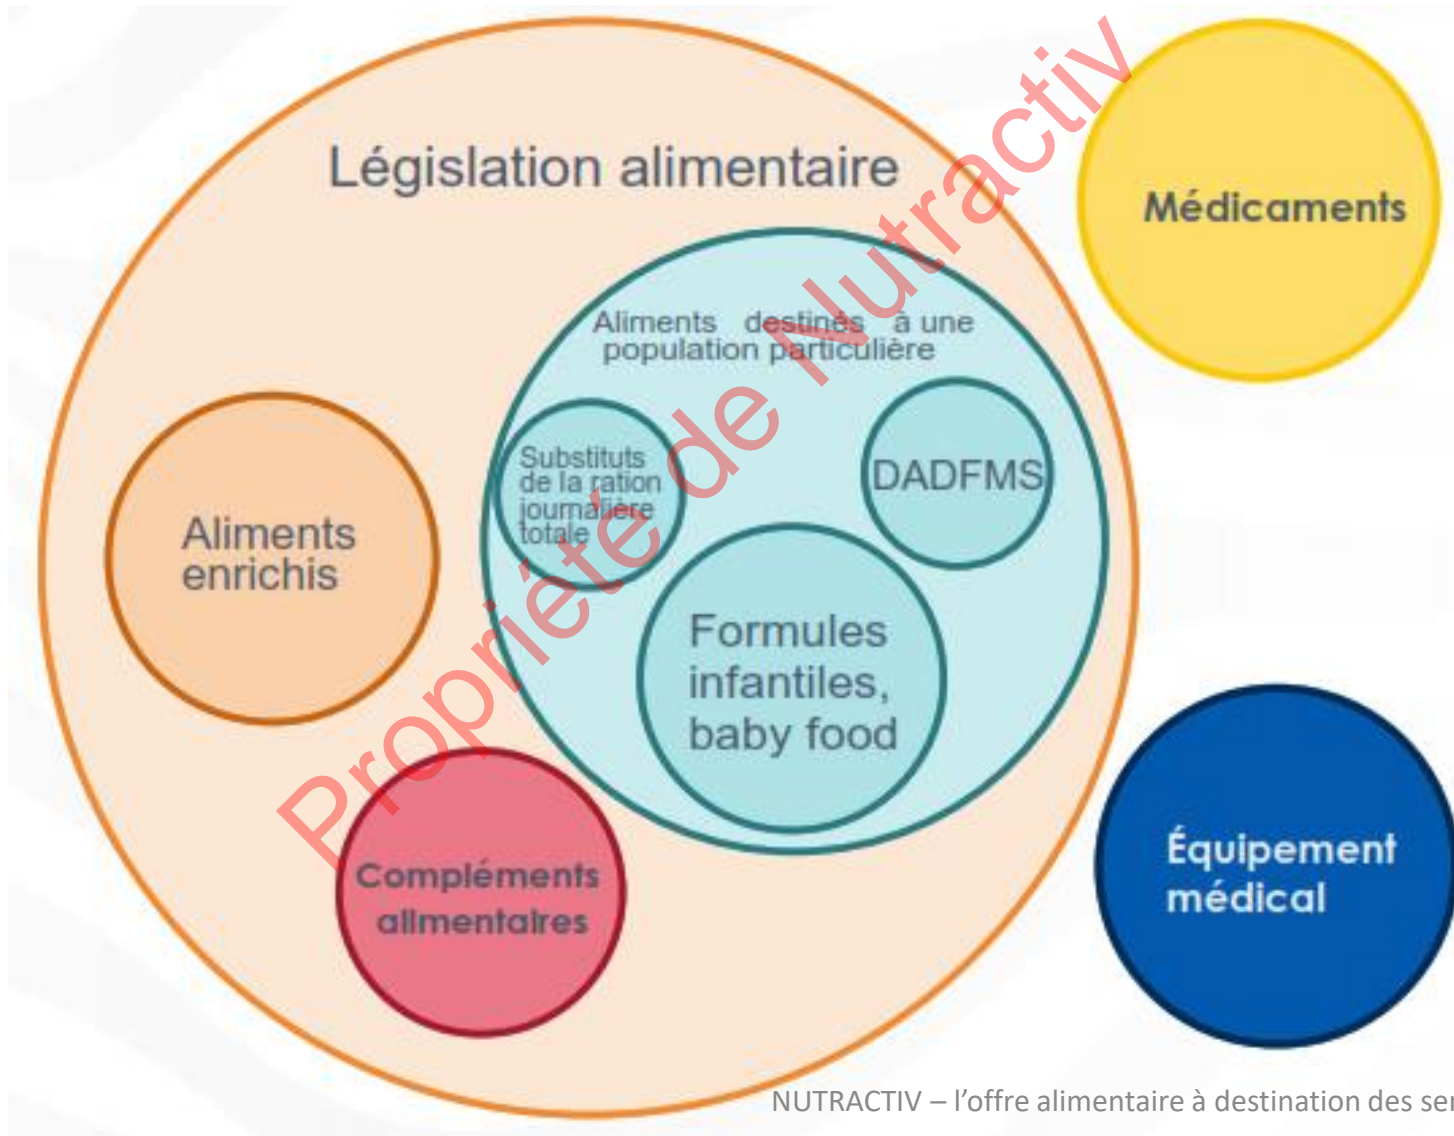 Législation alimentaire
Médicaments
Aliments destinés à une
population particulière
Substituts
de la ration
journalière
totale
DADFMS
Aliments
enrichis
Formules
infantiles,
baby food
Compléments
alimentaires
Équipement
médical
Propriété de Nutractiv
NUTRACTIV – l’offre alimentaire à destination des